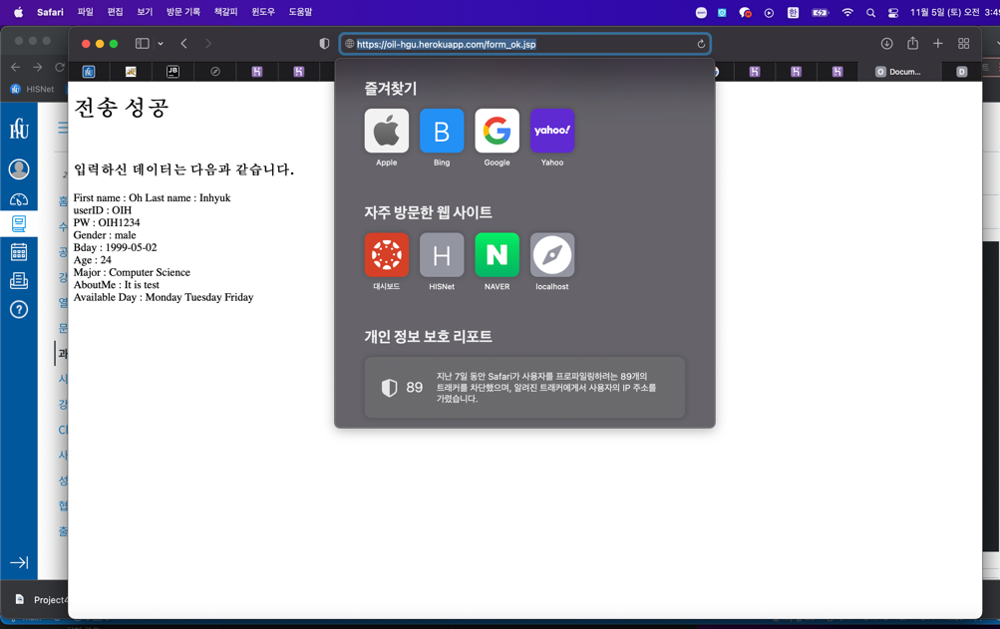 Safari 파일 편집 보기 방문 기록 책갈피 윈도우 도움말
한
11월 5일 (토) 오전
https://oil-hgu.herokuapp.com/form_ok.jsp
JB
Docum...
D
HISNet
HGU
전송 성공
입력하신 데이터는 다음과 같습니다.
First name : Oh Last name : Inhyuk
userID : OIH
PW : OIH1234
Gender : male
Bday : 1999-05-02
Age : 24
Major : Computer Science
AboutMe : It is test
Available Day : Monday Tuesday Friday
즐겨찾기
B
G
yahoo!
Apple
Bing
Google
Yahoo
자주 방문한 웹 사이트
H
N
대시보드
HISNet
NAVER
localhost
개인 정보 보호 리포트
89
지난 7일 동안 Safari가 사용자를 프로파일링하려는 89개의
트래커를 차단했으며, 알려진 트래커에서 사용자의 IP 주소를
가렸습니다.